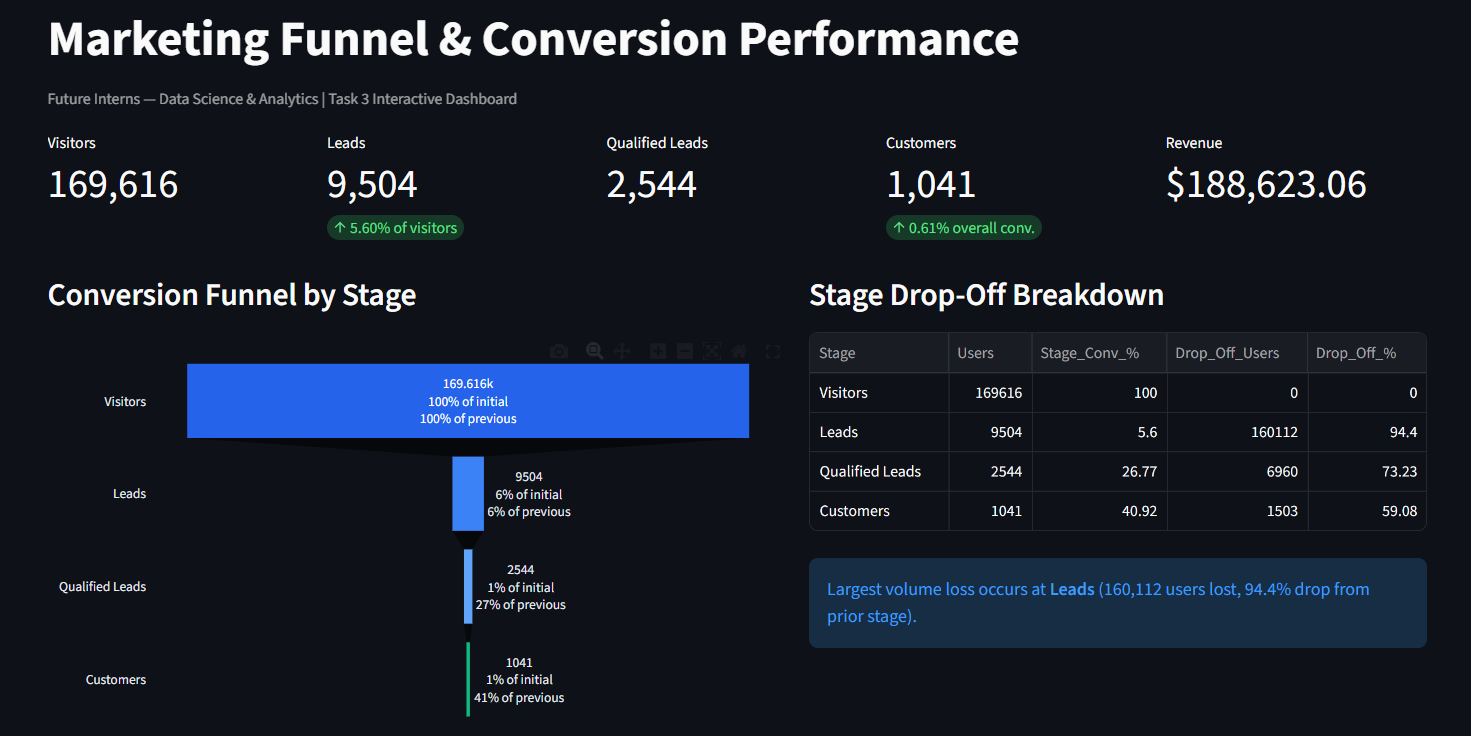 Marketing Funnel & Conversion Performance
Future Interns — Data Science & Analytics | Task 3 Interactive Dashboard
Visitors
169,616
Leads
9,504
↑ 5.60% of visitors
Qualified Leads
2,544
Customers
1,041
↑ 0.61% overall conv.
Revenue
$188,623.06
Conversion Funnel by Stage
Visitors
169.616k
100% of initial
100% of previous
Leads
9504
6% of initial
6% of previous
Qualified Leads
2544
1% of initial
27% of previous
Customers
1041
1% of initial
41% of previous
Stage Drop-Off Breakdown
Stage Users Stage_Conv_% Drop_Off_Users Drop_Off_%
Visitors 169616 100 0 0
Leads 9504 5.6 160112 94.4
Qualified Leads 2544 26.77 6960 73.23
Customers 1041 40.92 1503 59.08
Largest volume loss occurs at Leads (160,112 users lost, 94.4% drop from
prior stage).